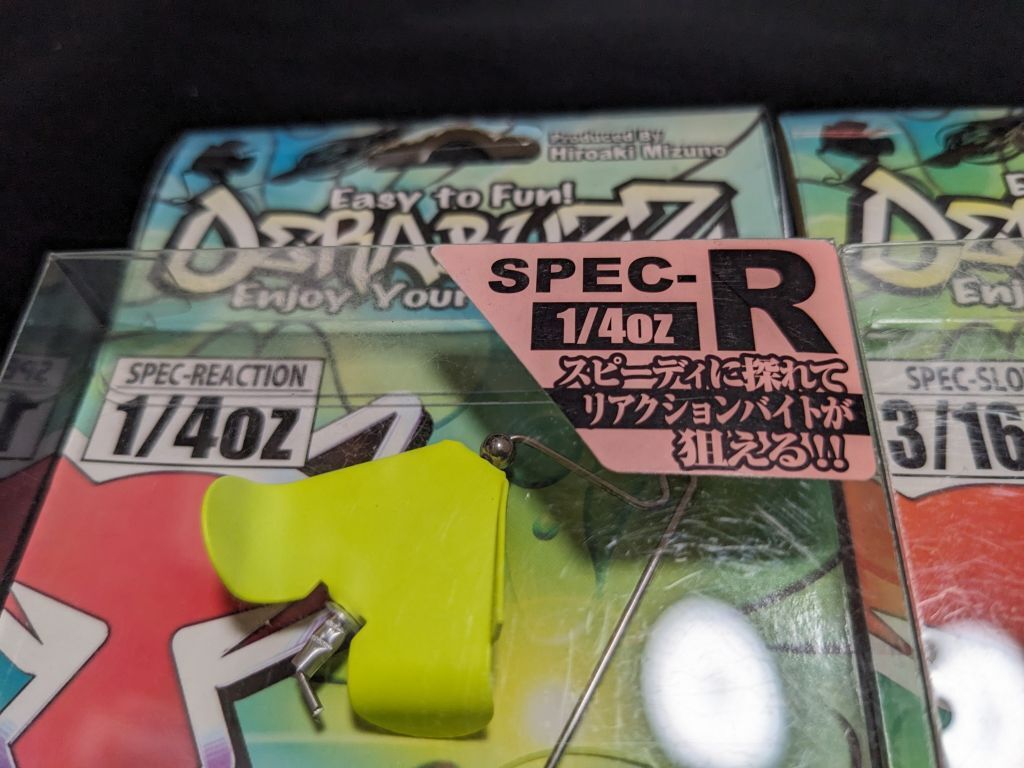 Produced By
Hiroaki Mizuno
Easy to Fun!
DERABUZZ
Enjoy Your
SPEC-R
1/4oz
スピーディに探れて
リアクションバイトが
狙える!!
SPEC-REACTION
1/4oz
SPEC-SLO
3/16